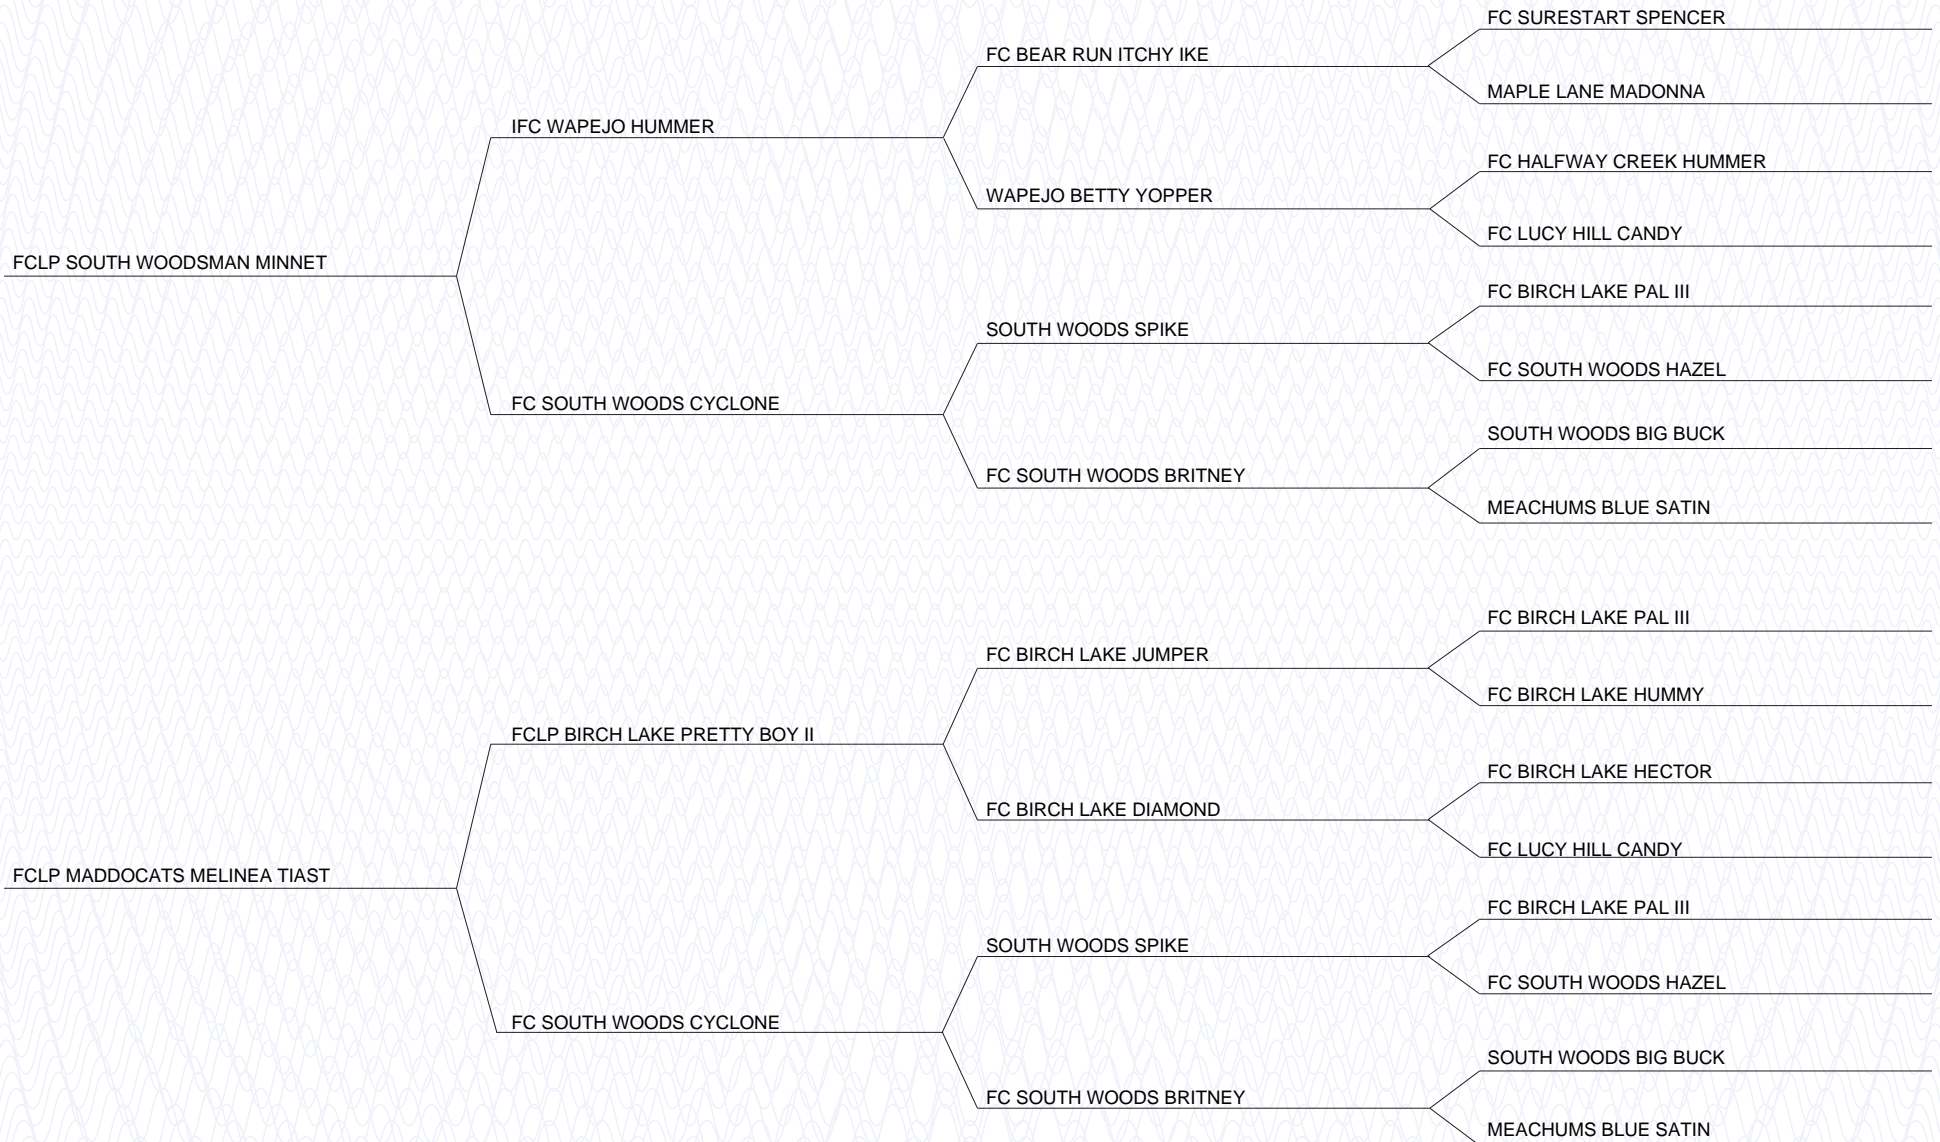 FC SURESTART SPENCER
FC BEAR RUN ITCHY IKE
MAPLE LANE MADONNA
IFC WAPEJO HUMMER
FC HALFWAY CREEK HUMMER
WAPEJO BETTY YOPPER
FC LUCY HILL CANDY
FCLP SOUTH WOODSMAN MINNET
FC BIRCH LAKE PAL III
SOUTH WOODS SPIKE
FC SOUTH WOODS HAZEL
FC SOUTH WOODS CYCLONE
SOUTH WOODS BIG BUCK
FC SOUTH WOODS BRITNEY
MEACHUMS BLUE SATIN
FC BIRCH LAKE PAL III
FC BIRCH LAKE JUMPER
FC BIRCH LAKE HUMMY
FCLP BIRCH LAKE PRETTY BOY II
FC BIRCH LAKE HECTOR
FC BIRCH LAKE DIAMOND
FC LUCY HILL CANDY
FCLP MADDOCATS MELINEA TIAST
FC BIRCH LAKE PAL III
SOUTH WOODS SPIKE
FC SOUTH WOODS HAZEL
FC SOUTH WOODS CYCLONE
SOUTH WOODS BIG BUCK
FC SOUTH WOODS BRITNEY
MEACHUMS BLUE SATIN